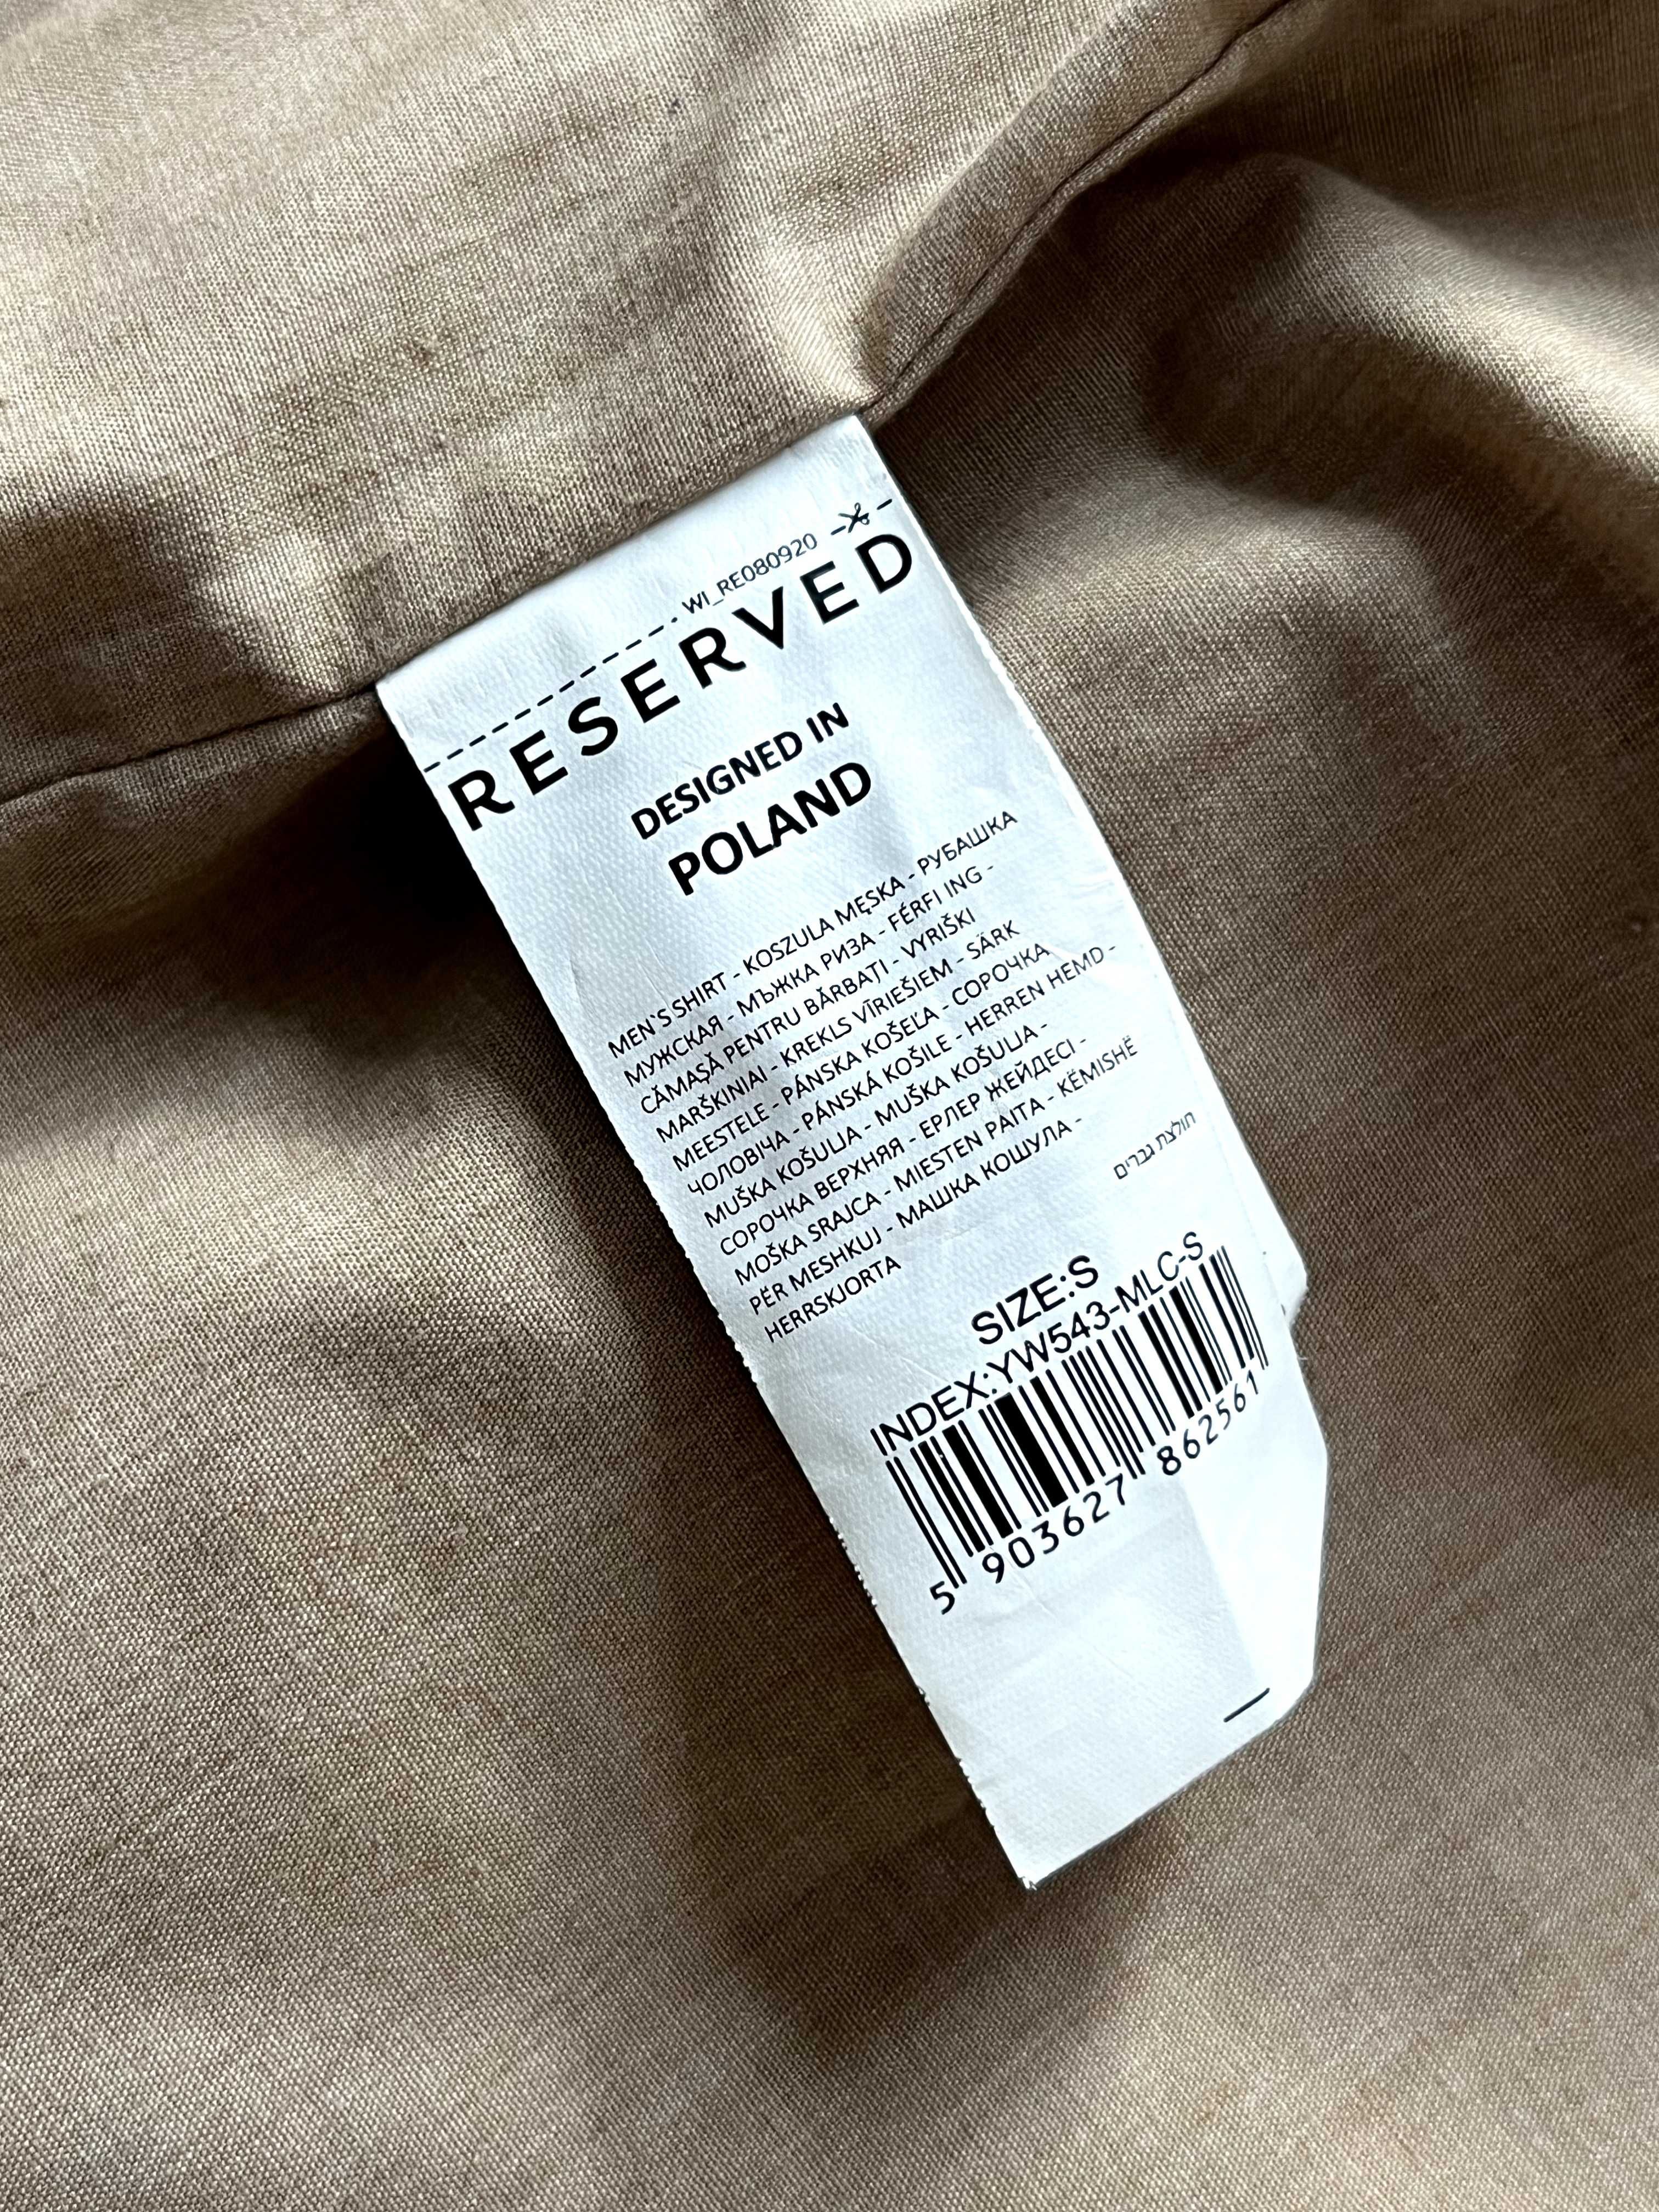 WI_RE080920
RESERVED
DESIGNED IN
POLAND
MEN`S SHIRT - KOSZULA MĘSKA - РУБАШКА
МУЖСКАЯ - МЪЖКА РИЗА - FÉRFI ING -
CĂMAŞĂ PENTRU BĂRBAŢI - VYRIŠKI
MARŠKINIAI - KREKLS VĪRIEŠIEM - SÄRK
MEESTELE - PÁNSKA KOŠEĽA - СОРОЧКА
ЧОЛОВІЧА - PÁNSKÁ KOŠILE - HERREN HEMD -
MUŠKA KOŠULJA - MUŠKA KOŠULJA -
СОРОЧКА ВЕРХНЯЯ - ЕРЛЕР ЖЕЙДЕСІ -
MOŠKA SRAJCA - MIESTEN PAITA - KËMISHË
PËR MESHKUJ - МАШКА КОШУЛА -
HERRSKJORTA
חולצת גברים
SIZE:S
INDEX:YW543-MLC-S
5 903627 862561